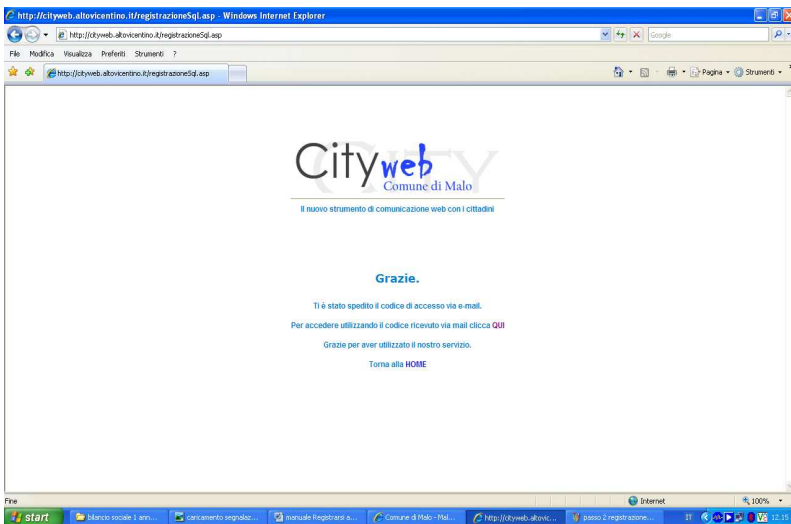 http://cityweb.altovicentino.it/registrazioneSql.asp - Windows Internet Explorer
http://cityweb.altovicentino.it/registrazioneSql.asp
Google
File Modifica Visualizza Preferiti Strumenti ?
http://cityweb.altovicentino.it/registrazioneSql.asp
Pagina
Strumenti
CITY
City web
Comune di Malo
Il nuovo strumento di comunicazione web con i cittadini
Grazie.
Ti è stato spedito il codice di accesso via e-mail.
Per accedere utilizzando il codice ricevuto via mail clicca QUI
Grazie per aver utilizzato il nostro servizio.
Torna alla HOME
Fine
Internet
100%
start
bilancio sociale 1 ann...
caricamento segnalaz...
manuale Registrarsi a...
Comune di Malo - Mal...
http://cityweb.altovic...
passo 2 registrazione...
IT
12.15